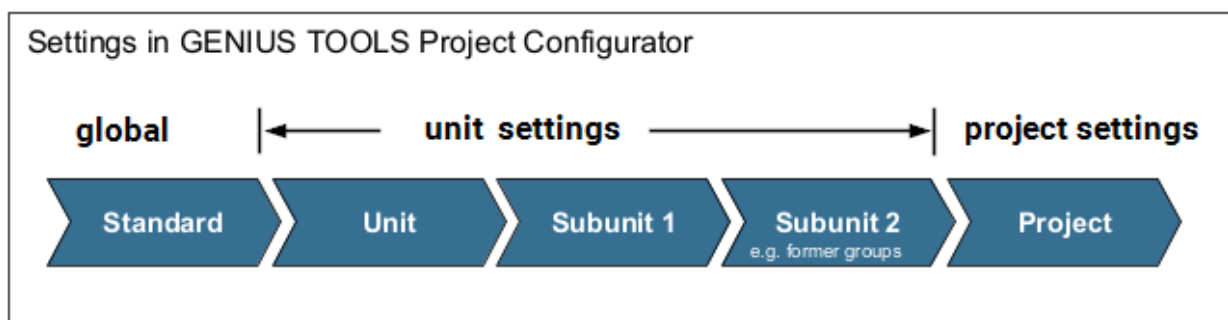 Settings in GENIUS TOOLS Project Configurator
global unit settings project settings
Standard Unit Subunit 1 Subunit 2 Project
e.g. former groups